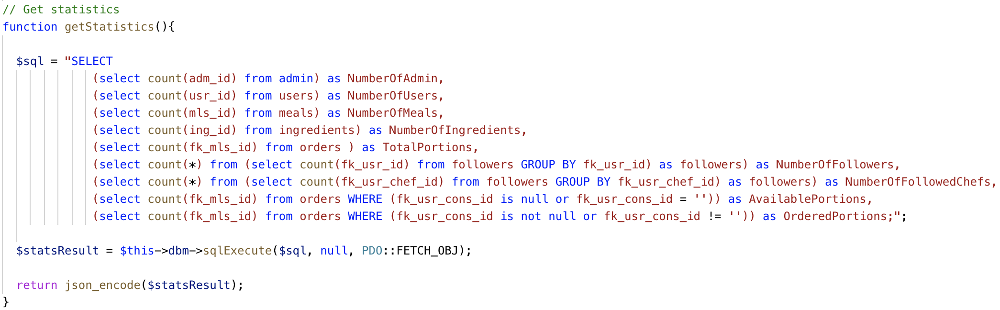 // Get statistics
function getStatistics(){
$sql = "SELECT
(select count(adm_id) from admin) as NumberOfAdmin,
(select count(usr_id) from users) as NumberOfUsers,
(select count(mls_id) from meals) as NumberOfMeals,
(select count(ing_id) from ingredients) as NumberOfIngredients,
(select count(fk_mls_id) from orders ) as TotalPortions,
(select count(*) from (select count(fk_usr_id) from followers GROUP BY fk_usr_id) as followers) as NumberOfFollowers,
(select count(*) from (select count(fk_usr_chef_id) from followers GROUP BY fk_usr_chef_id) as followers) as NumberOfFollowedChefs,
(select count(fk_mls_id) from orders WHERE (fk_usr_cons_id is null or fk_usr_cons_id = '')) as AvailablePortions,
(select count(fk_mls_id) from orders WHERE (fk_usr_cons_id is not null or fk_usr_cons_id != '')) as OrderedPortions;";
$statsResult = $this->dbm->sqlExecute($sql, null, PDO::FETCH_OBJ);
return json_encode($statsResult);
}